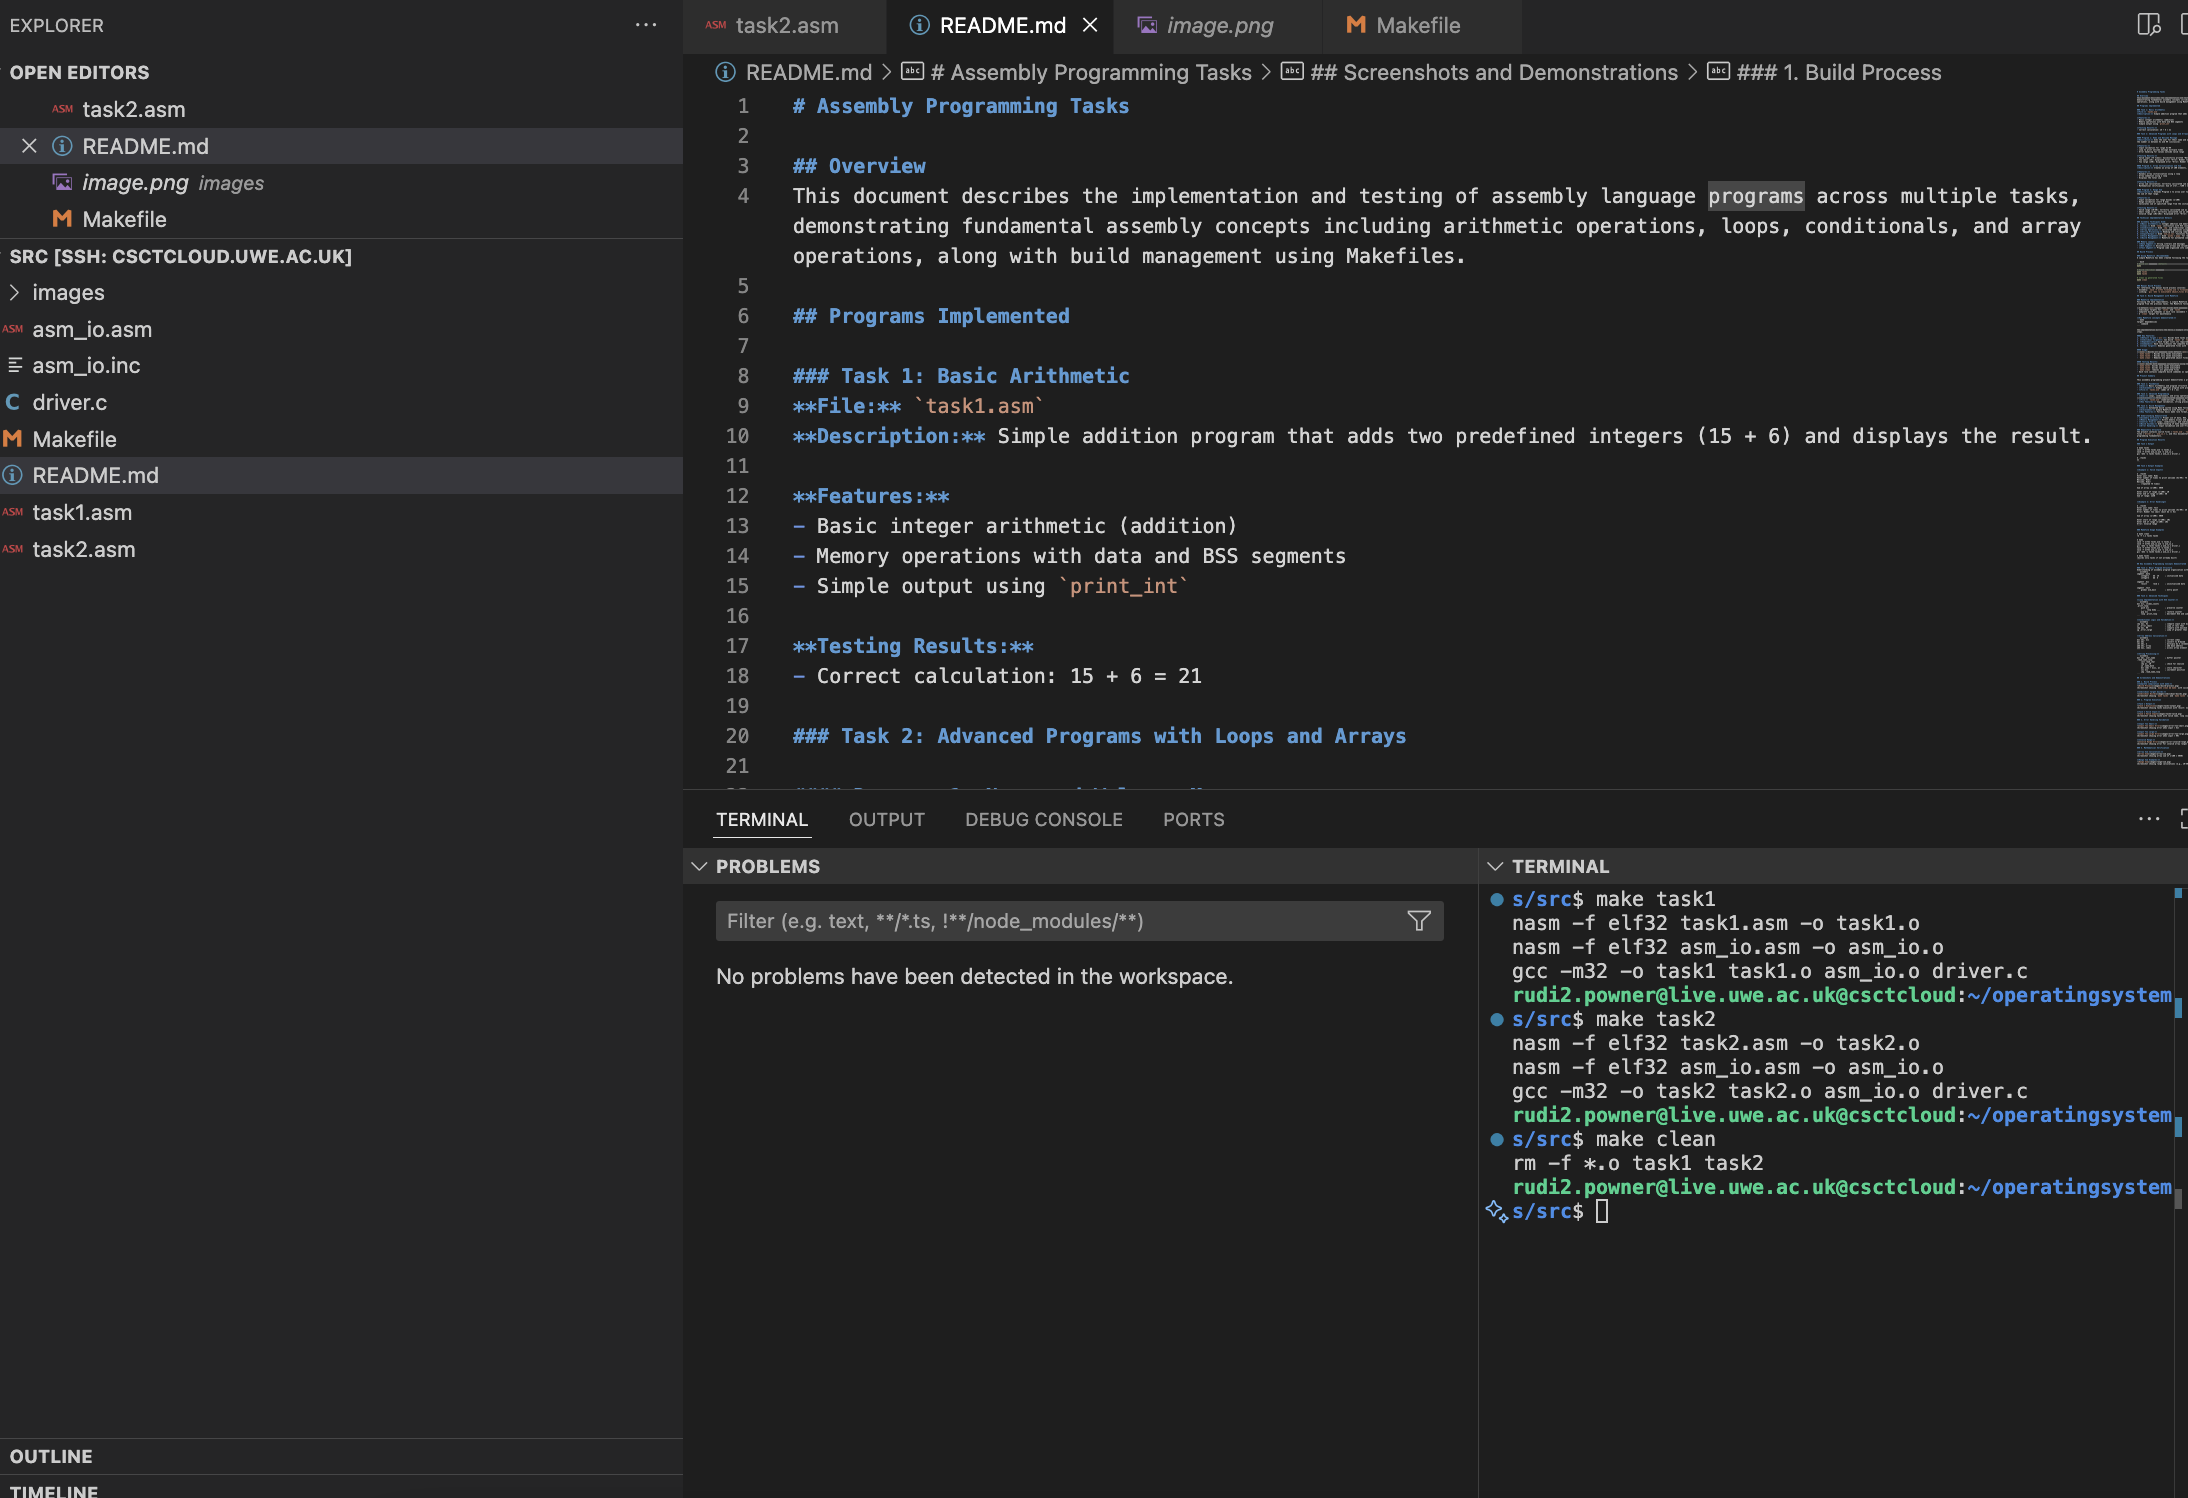 EXPLORER
OPEN EDITORS
ASM task2.asm
README.md
image.png images
Makefile
SRC [SSH: CSCTCLOUD.UWE.AC.UK]
images
ASM asm_io.asm
asm_io.inc
C driver.c
M Makefile
README.md
ASM task1.asm
ASM task2.asm
OUTLINE
TIMELINE
ASM task2.asm README.md image.png M Makefile
README.md > # Assembly Programming Tasks > ## Screenshots and Demonstrations > ### 1. Build Process
1 # Assembly Programming Tasks
2
3 ## Overview
4 This document describes the implementation and testing of assembly language programs across multiple tasks,
demonstrating fundamental assembly concepts including arithmetic operations, loops, conditionals, and array
operations, along with build management using Makefiles.
5
6 ## Programs Implemented
7
8 ### Task 1: Basic Arithmetic
9 **File:** `task1.asm`
10 **Description:** Simple addition program that adds two predefined integers (15 + 6) and displays the result.
11
12 **Features:**
13 - Basic integer arithmetic (addition)
14 - Memory operations with data and BSS segments
15 - Simple output using `print_int`
16
17 **Testing Results:**
18 - Correct calculation: 15 + 6 = 21
19
20 ### Task 2: Advanced Programs with Loops and Arrays
21
TERMINAL OUTPUT DEBUG CONSOLE PORTS
PROBLEMS
Filter (e.g. text, **/*.ts, !**/node_modules/**)
No problems have been detected in the workspace.
TERMINAL
s/src$ make task1
nasm -f elf32 task1.asm -o task1.o
nasm -f elf32 asm_io.asm -o asm_io.o
gcc -m32 -o task1 task1.o asm_io.o driver.c
rudi2.powner@live.uwe.ac.uk@csctcloud:~/operatingsystem
s/src$ make task2
nasm -f elf32 task2.asm -o task2.o
nasm -f elf32 asm_io.asm -o asm_io.o
gcc -m32 -o task2 task2.o asm_io.o driver.c
rudi2.powner@live.uwe.ac.uk@csctcloud:~/operatingsystem
s/src$ make clean
rm -f *.o task1 task2
rudi2.powner@live.uwe.ac.uk@csctcloud:~/operatingsystem
s/src$